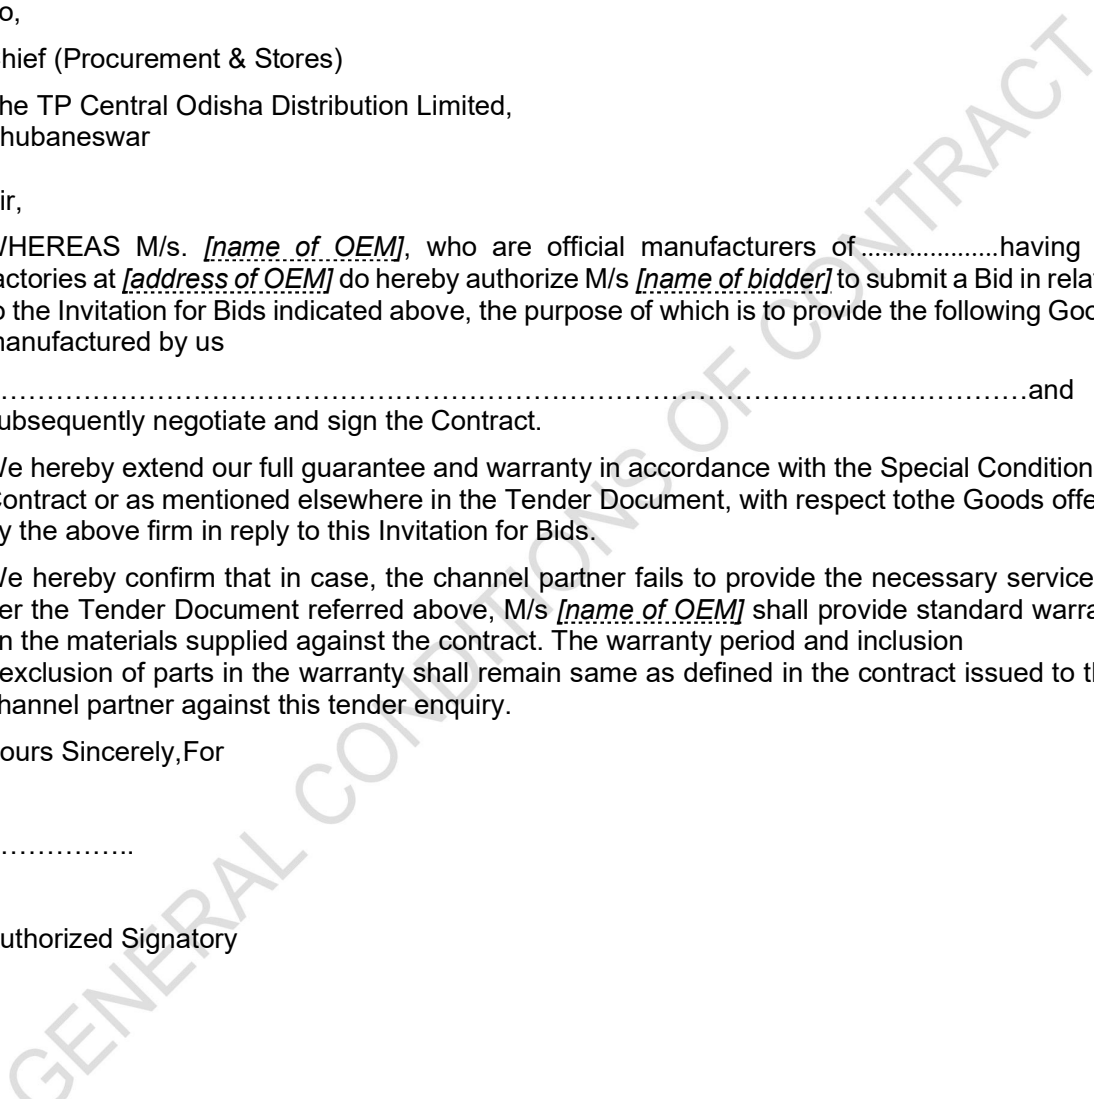 o,
hief (Procurement & Stores)
he TP Central Odisha Distribution Limited,
hubaneswar
ir,
HEREAS M/s. [name of OEM], who are official manufacturers of....................having
actories at [address of OEM] do hereby authorize M/s [name of bidder] to submit a Bid in rela
o the Invitation for Bids indicated above, the purpose of which is to provide the following Goo
manufactured by us
……………………………………………………………………………………………………………and
ubsequently negotiate and sign the Contract.
e hereby extend our full guarantee and warranty in accordance with the Special Condition
ontract or as mentioned elsewhere in the Tender Document, with respect tothe Goods offe
y the above firm in reply to this Invitation for Bids.
e hereby confirm that in case, the channel partner fails to provide the necessary service
er the Tender Document referred above, M/s [name of OEM] shall provide standard warra
n the materials supplied against the contract. The warranty period and inclusion
exclusion of parts in the warranty shall remain same as defined in the contract issued to t
hannel partner against this tender enquiry.
ours Sincerely,For
……………..
uthorized Signatory
GENERAL CONDITIONS OF CONTRACT